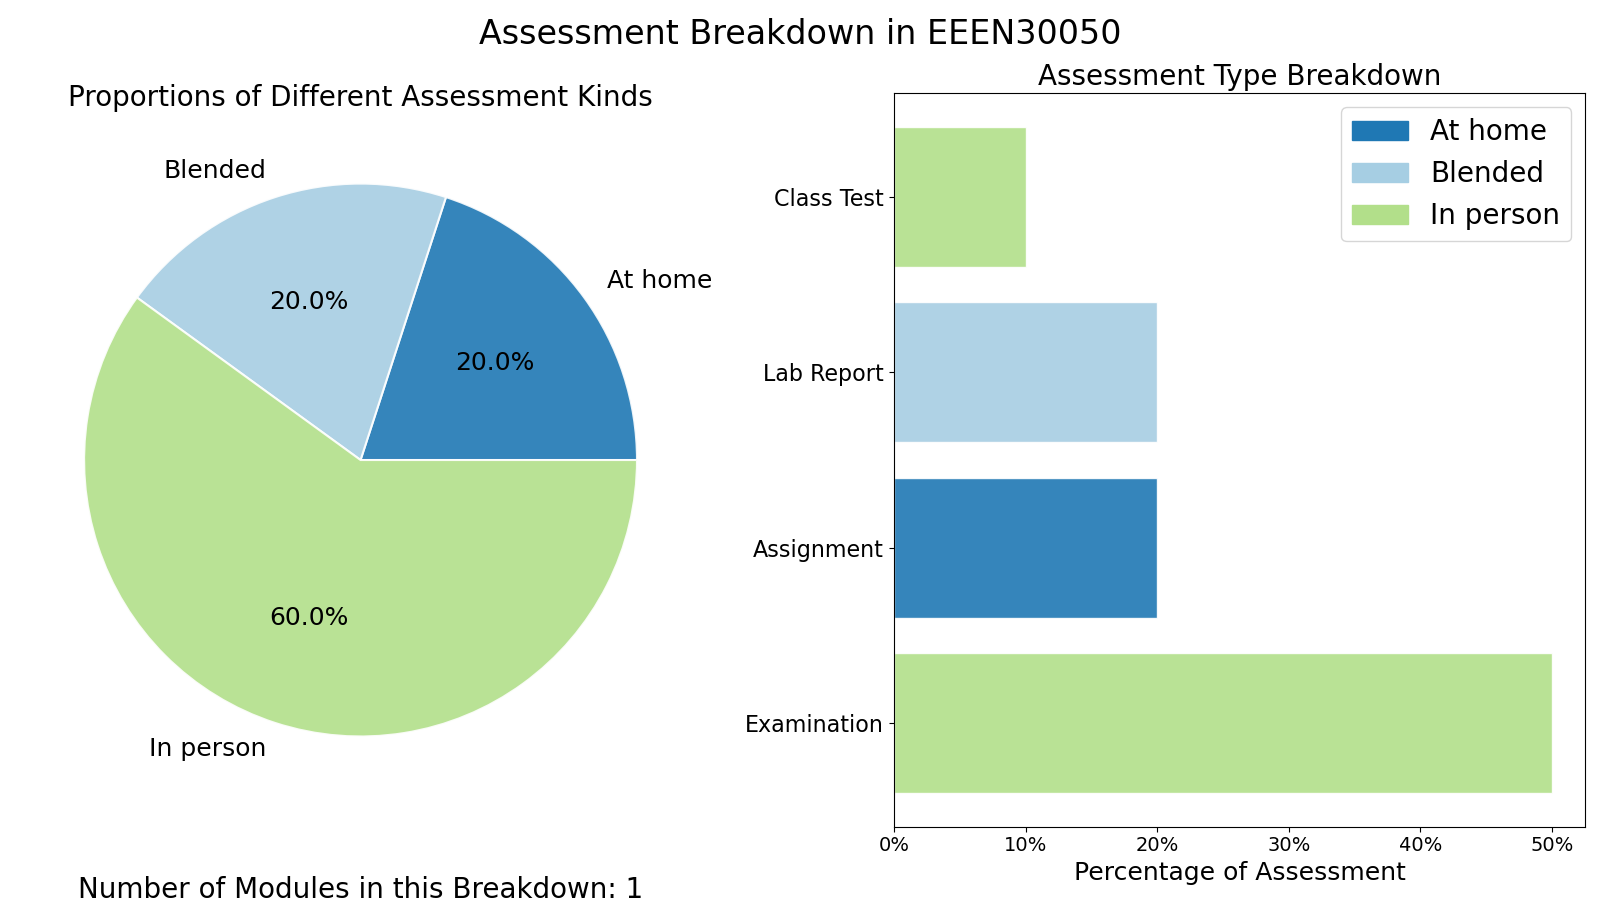 Assessment Breakdown in EEEN30050
Proportions of Different Assessment Kinds
Blended
At home
20.0%
20.0%
60.0%
In person
Number of Modules in this Breakdown: 1
Assessment Type Breakdown
At home
Blended
In person
Class Test
Lab Report
Assignment
Examination
0% 10% 20% 30% 40% 50%
Percentage of Assessment